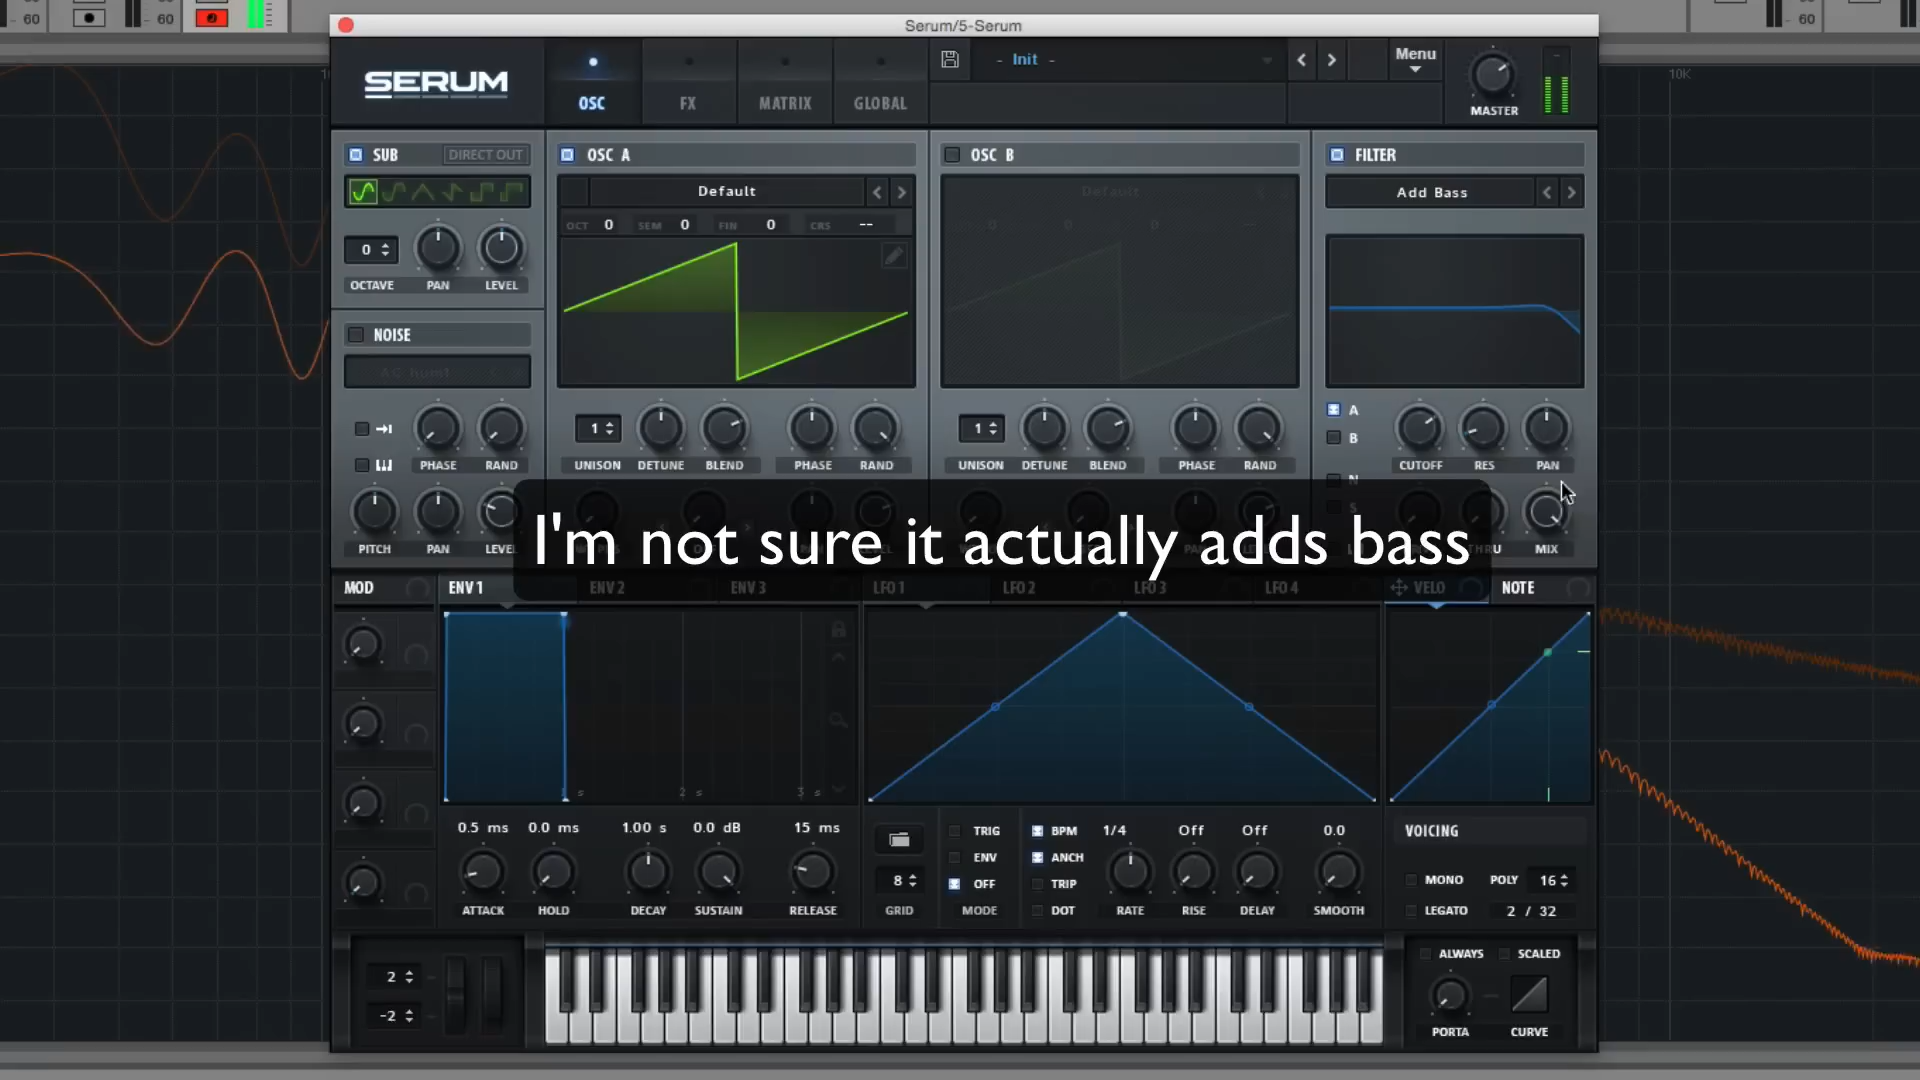 60
60
60
Serum/5-Serum
10K
SERUM
OSC
FX
MATRIX
GLOBAL
- Init -
Menu
MASTER
SUB
DIRECT OUT
OSC A
OSC B
FILTER
Default
Default
Add Bass
OCT 0 SEM 0 FIN 0 CRS --
0
OCTAVE PAN LEVEL
NOISE
AC hum1
A
B
N
S
1
UNISON DETUNE BLEND PHASE RAND
1
UNISON DETUNE BLEND PHASE RAND
CUTOFF RES PAN
PHASE RAND
PITCH PAN LEVEL
MIX
I'm not sure it actually adds bass
MOD ENV 1 ENV 2 ENV 3 LFO 1 LFO 2 LFO 3 LFO 4 VELO NOTE
2 s 3 s
0.5 ms 0.0 ms 1.00 s 0.0 dB 15 ms
ATTACK HOLD DECAY SUSTAIN RELEASE
8
GRID
TRIG
ENV
OFF
MODE
BPM
ANCH
TRIP
DOT
1/4 Off Off 0.0
RATE RISE DELAY SMOOTH
VOICING
MONO POLY 16
LEGATO 2 / 32
2
-2
ALWAYS SCALED
PORTA CURVE